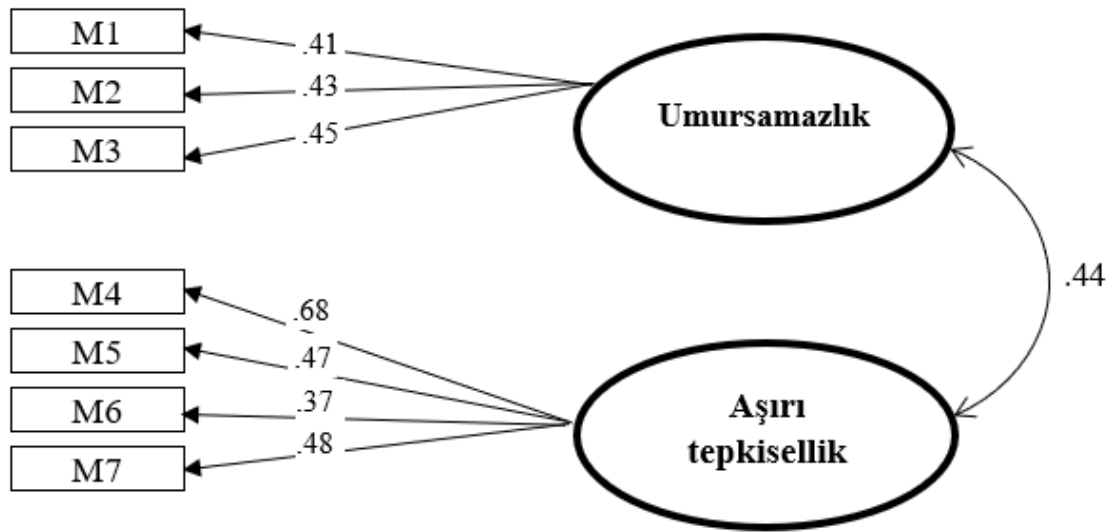 M1
.41
M2
.43
M3
.45
Umursamazlık
.44
M4
.68
M5
.47
M6
.37
M7
.48
Aşırı
tepkisellik